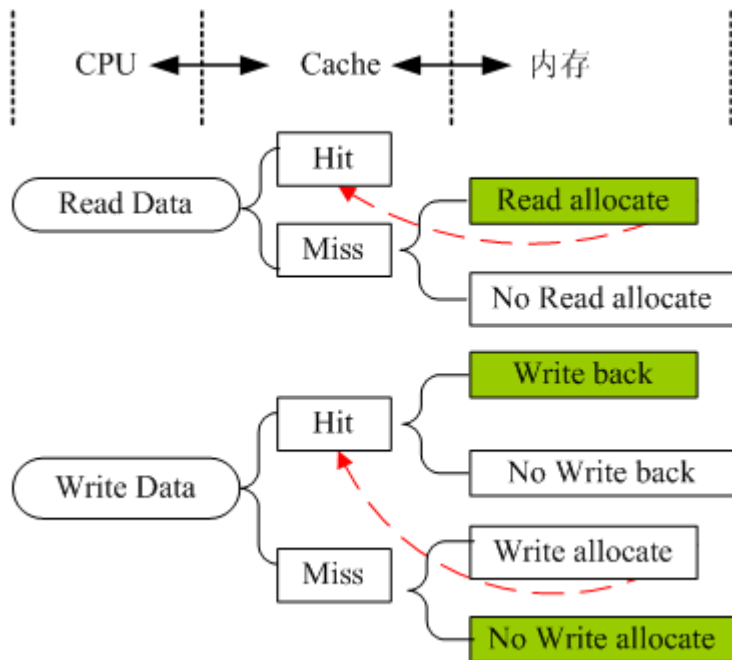 CPU Cache 内存
Hit
Read Data
Read allocate
Miss
No Read allocate
Write back
Hit
No Write back
Write Data
Write allocate
Miss
No Write allocate